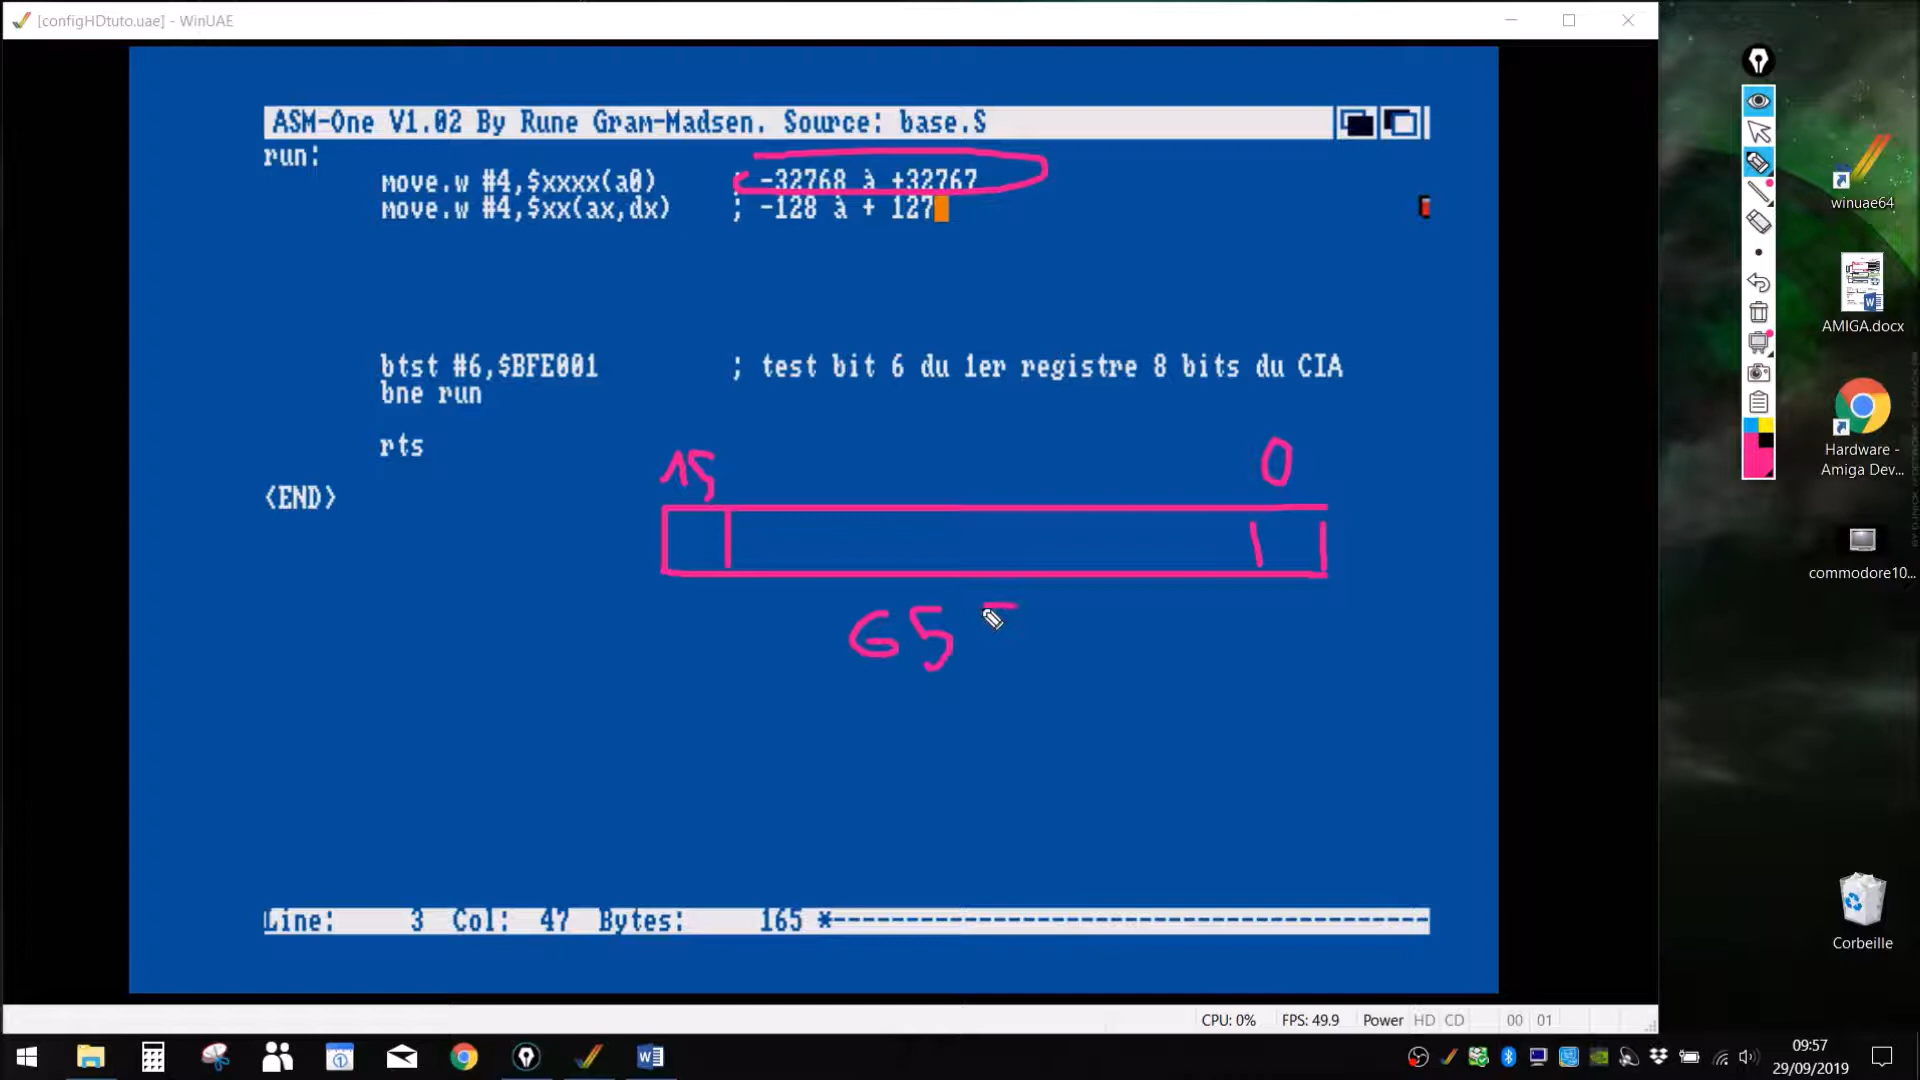 [configHDtuto.uae] - WinUAE
ASM-One V1.02 By Rune Gram-Madsen. Source: base.S
run:
move.w #4,$xxxx(a0) ; -32768 à +32767
move.w #4,$xx(ax,dx) ; -128 à + 127
btst #6,$BFE001 ; test bit 6 du 1er registre 8 bits du CIA
bne run
rts
15 0
<END>
65
Line: 3 Col: 47 Bytes: 165 *-----------------------------------------
CPU: 0% FPS: 49.9 Power HD CD 00 01
winuae64
AMIGA.docx
Hardware -
Amiga Dev...
commodore10...
Corbeille
09:57
29/09/2019